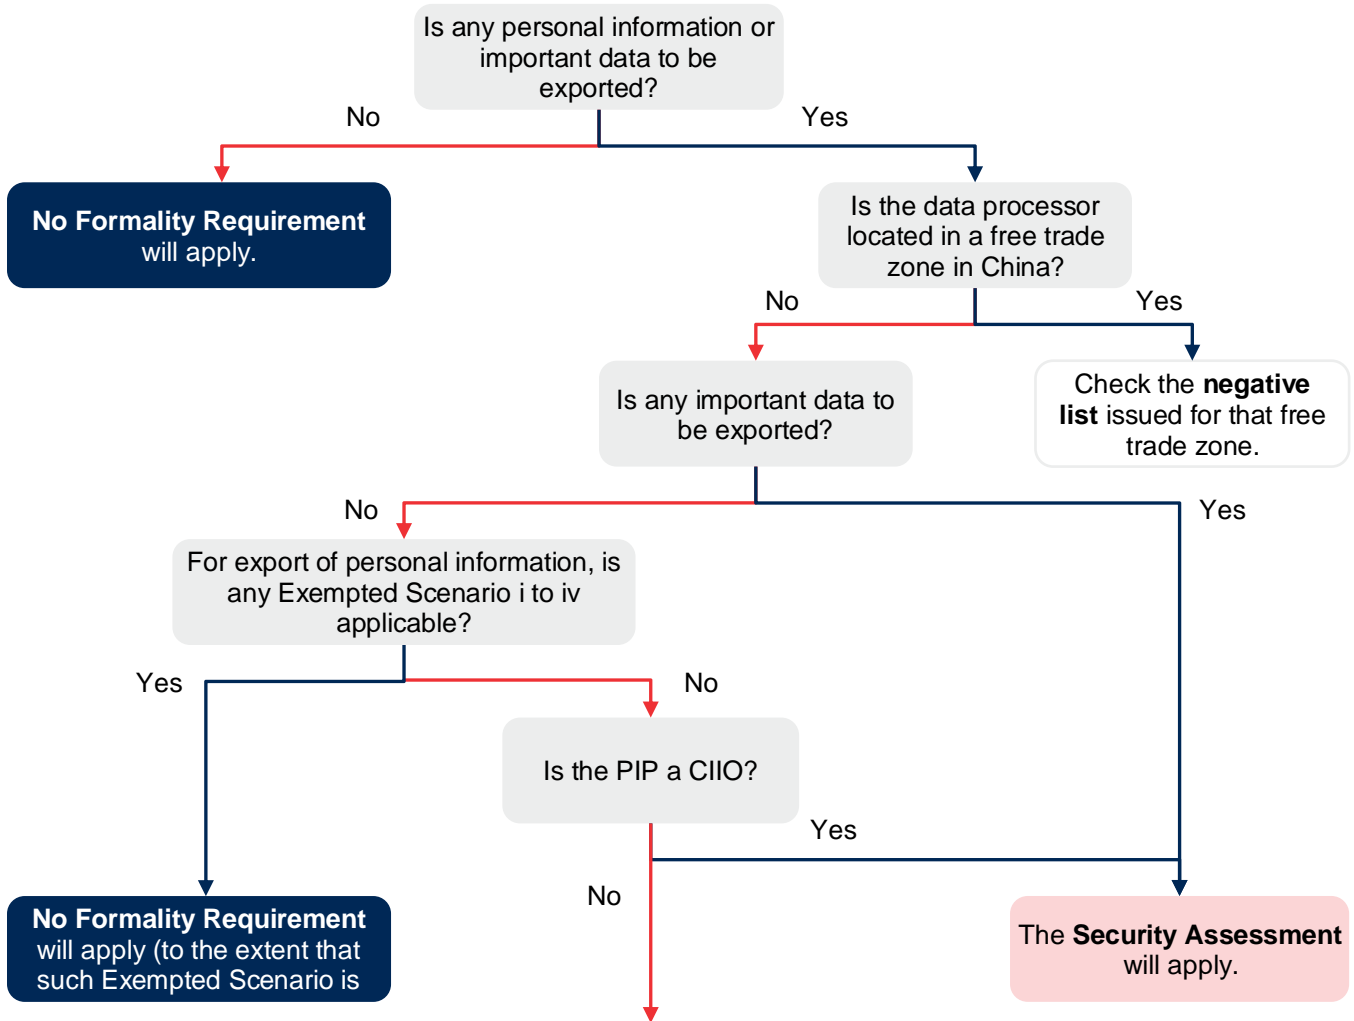 Is any personal information or
important data to be
exported?
No
Yes
No Formality Requirement
will apply.
Is the data processor
located in a free trade
zone in China?
No
Yes
Is any important data to
be exported?
Check the negative
list issued for that free
trade zone.
No
Yes
For export of personal information, is
any Exempted Scenario i to iv
applicable?
Yes
No
Is the PIP a CIIO?
Yes
No
No Formality Requirement
will apply (to the extent that
such Exempted Scenario is
The Security Assessment
will apply.